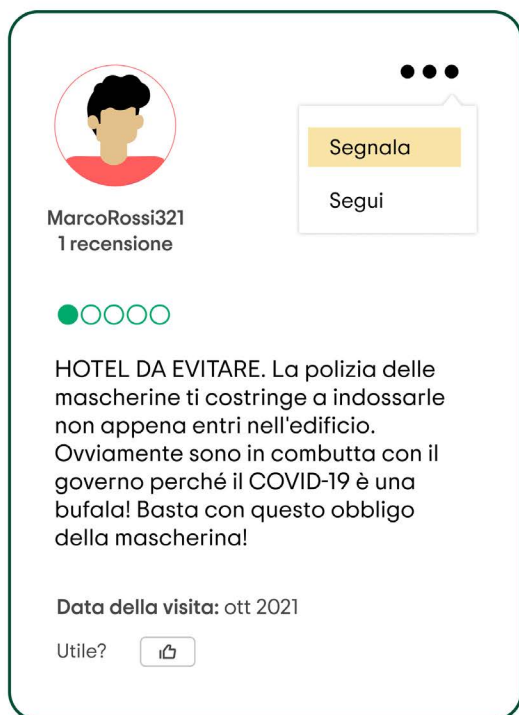 Segnala
Segui
MarcoRossi321
1 recensione
HOTEL DA EVITARE. La polizia delle
mascherine ti costringe a indossarle
non appena entri nell'edificio.
Ovviamente sono in combutta con il
governo perché il COVID-19 è una
bufala! Basta con questo obbligo
della mascherina!
Data della visita: ott 2021
Utile?